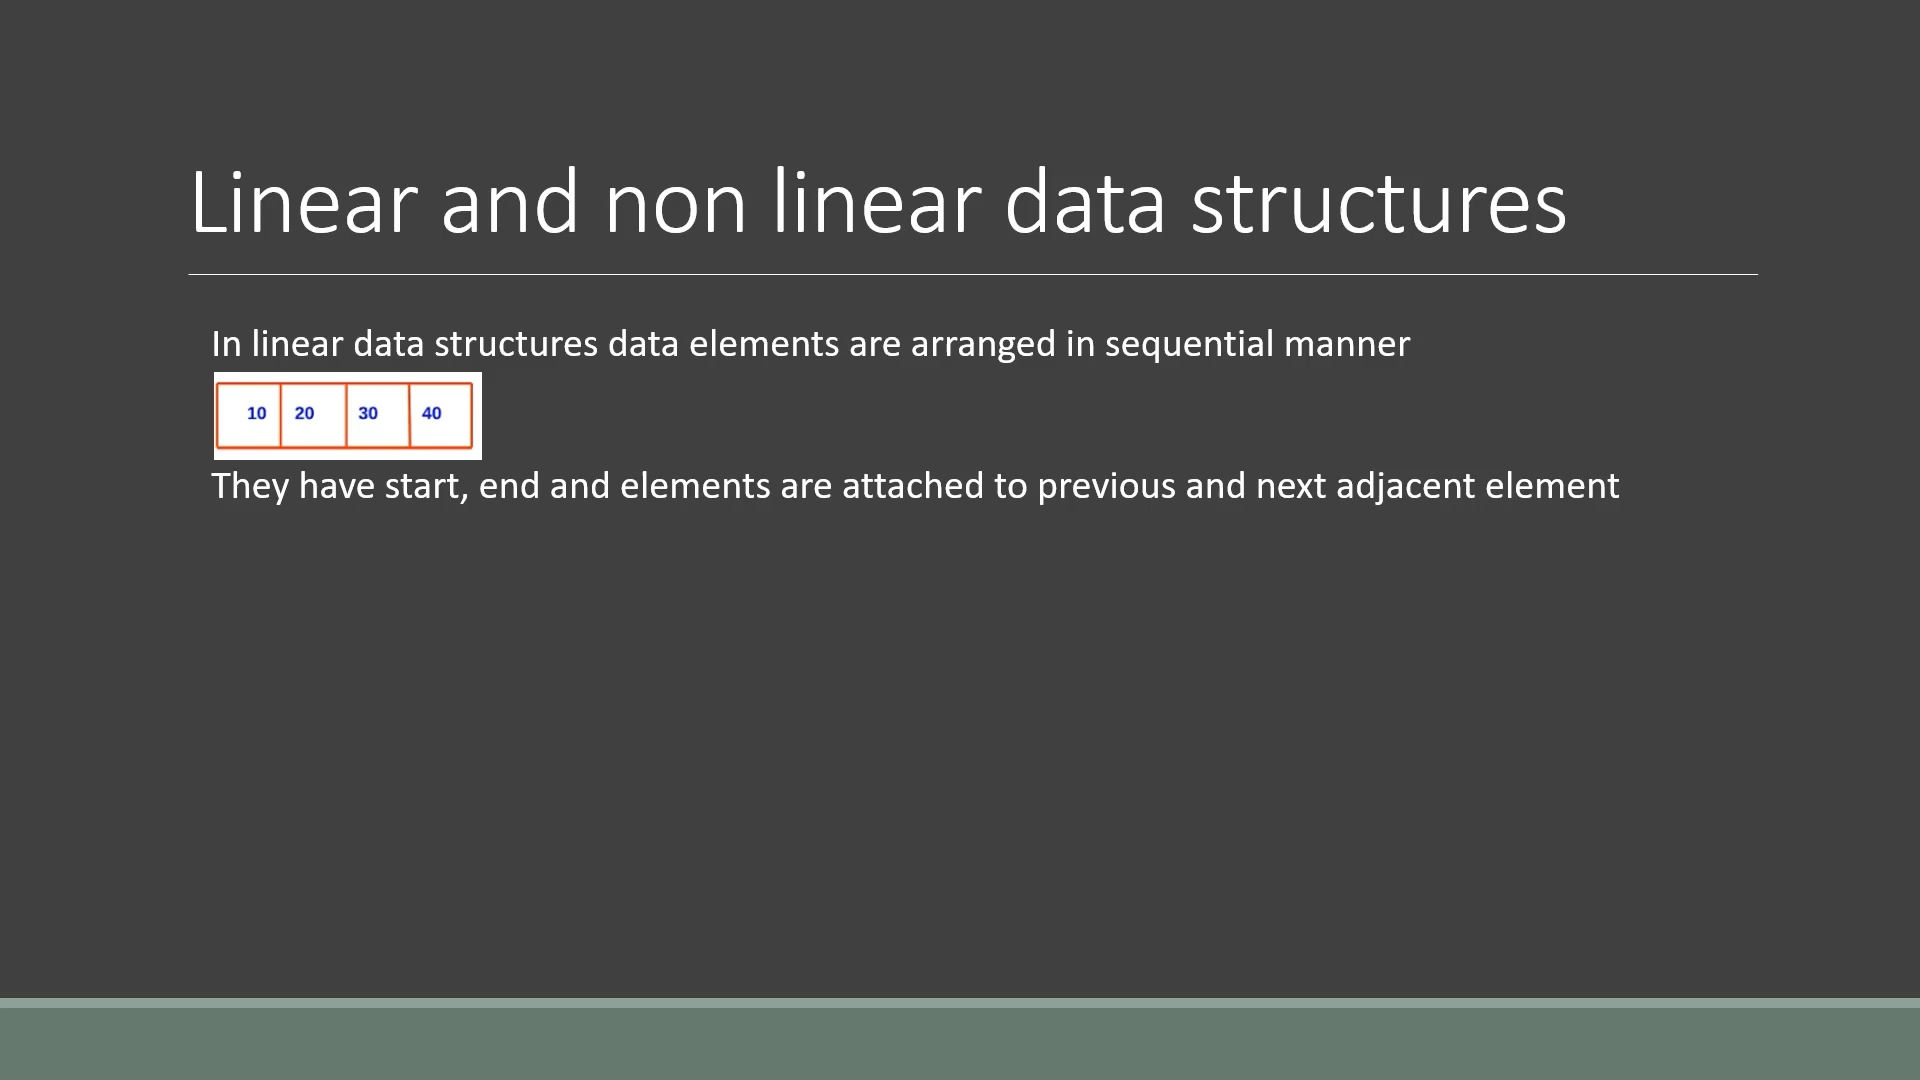 Linear and non linear data structures
In linear data structures data elements are arranged in sequential manner
10 20 30 40
They have start, end and elements are attached to previous and next adjacent element